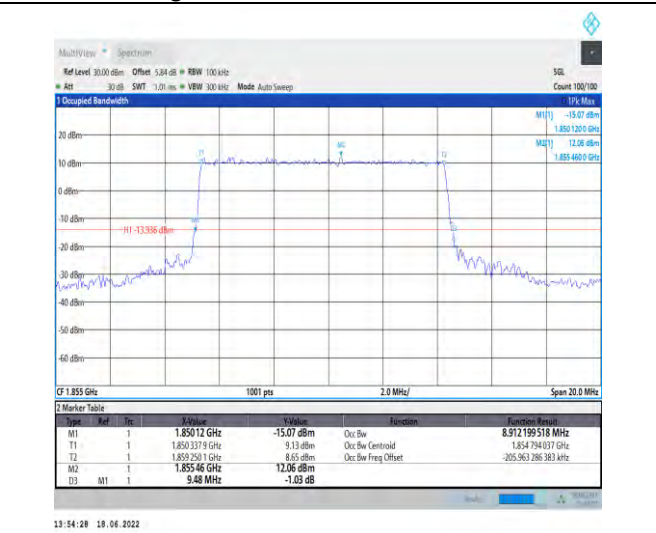 MultiView Spectrum
Ref Level 30.00 dBm Offset 5.84 dB RBW 100 kHz SGL
Att 30 dB SWT 1.01 ms VBW 300 kHz Mode Auto Sweep Count 100/100
1 Occupied Bandwidth 1Pk Max
M1[1] -15.07 dBm
1.850 120 0 GHz
20 dBm M2[1] 12.06 dBm
1.855 460 0 GHz
M2
T1 T2
10 dBm
0 dBm
-10 dBm
M1
H1 -13.936 dBm D3
-20 dBm
-30 dBm
-40 dBm
-50 dBm
-60 dBm
CF 1.855 GHz 1001 pts 2.0 MHz/ Span 20.0 MHz
2 Marker Table
Type Ref Trc X-Value Y-Value Function Function Result
M1 1 1.85012 GHz -15.07 dBm Occ Bw 8.912 199 518 MHz
T1 1 1.850 337 9 GHz 9.13 dBm Occ Bw Centroid 1.854 794 037 GHz
T2 1 1.859 250 1 GHz 8.65 dBm Occ Bw Freq Offset -205.963 286 383 kHz
M2 1 1.85546 GHz 12.06 dBm
D3 M1 1 9.48 MHz -1.03 dB
13:54:28 18.06.2022